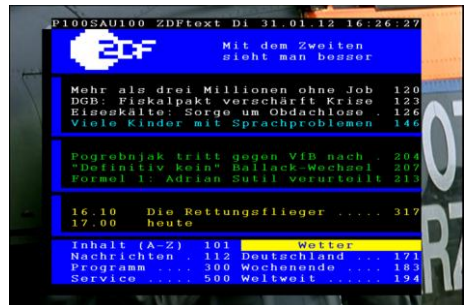 P100SAU100 ZDFtext Di 31.01.12 16:26:27
ZDF
Mit dem Zweiten
sieht man besser
Mehr als drei Millionen ohne Job 120
DGB: Fiskalpakt verschärft Krise 123
Eiseskälte: Sorge um Obdachlose . 126
Viele Kinder mit Sprachproblemen 146
Pogrebnjak tritt gegen VfB nach . 204
"Definitiv kein" Ballack-Wechsel 207
Formel 1: Adrian Sutil verurteilt 213
16.10 Die Rettungsflieger ..... 317
17.00 heute
Inhalt (A-Z) 101 Wetter
Nachrichten . 112 Deutschland ... 171
Programm .... 300 Wochenende .... 183
Service ..... 500 Weltweit ...... 194